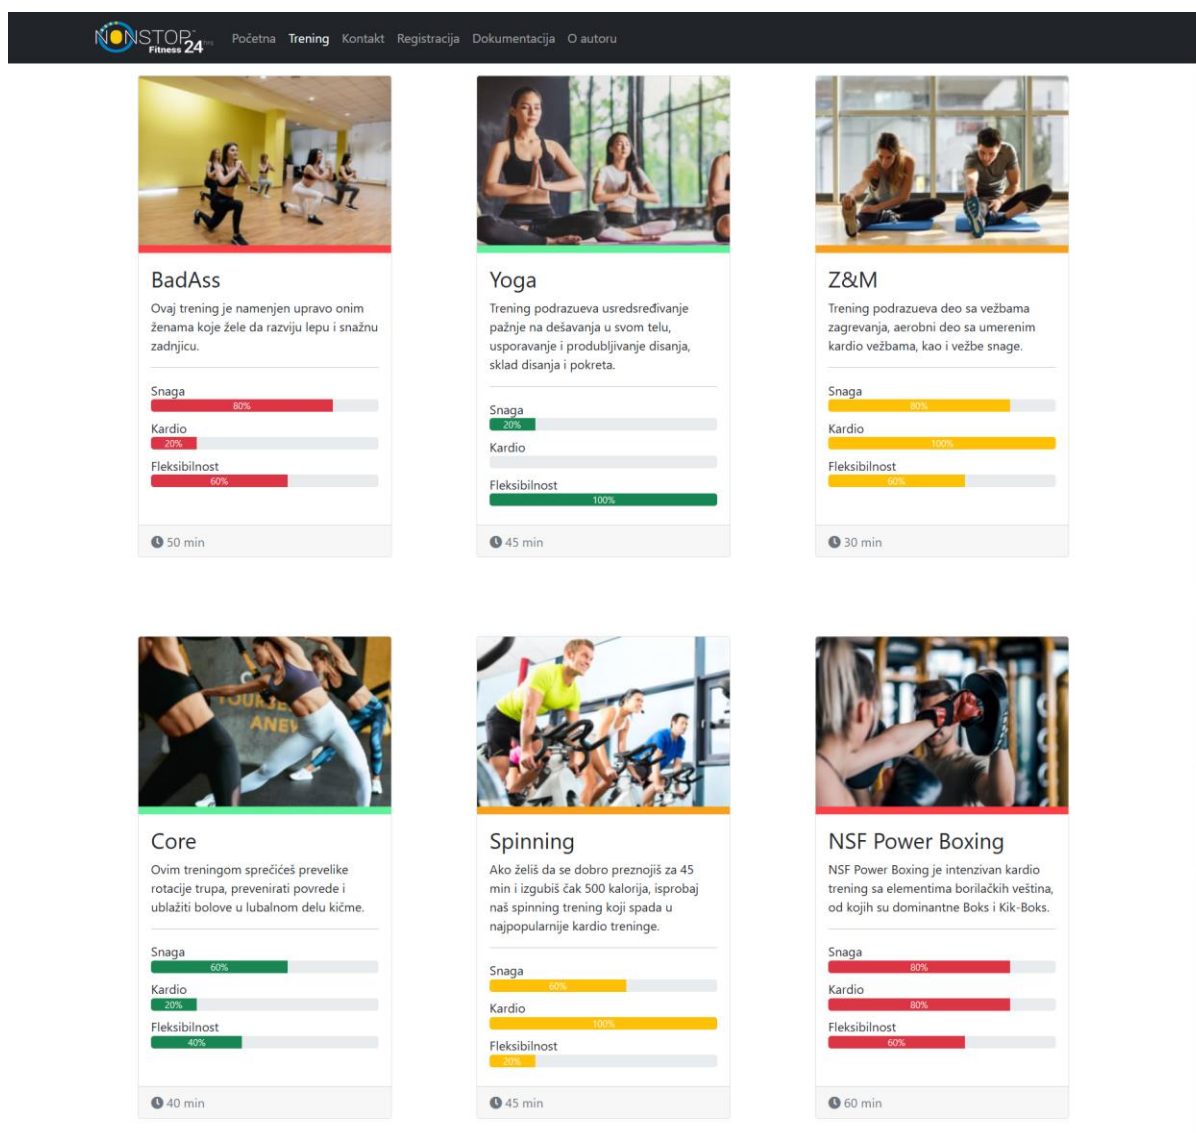 NONSTOP
Fitness 24
Početna Trening Kontakt Registracija Dokumentacija O autoru
BadAss
Ovaj trening je namenjen upravo onim
ženama koje žele da razviju lepu i snažnu
zadnjicu.
Snaga
80%
Kardio
20%
Fleksibilnost
60%
50 min
Yoga
Trening podrazueva usredsređivanje
pažnje na dešavanja u svom telu,
usporavanje i produbljivanje disanja,
sklad disanja i pokreta.
Snaga
20%
Kardio
Fleksibilnost
100%
45 min
Z&M
Trening podrazueva deo sa vežbama
zagrevanja, aerobni deo sa umerenim
kardio vežbama, kao i vežbe snage.
Snaga
80%
Kardio
100%
Fleksibilnost
60%
30 min
YOURSE
ANEW
Core
Ovim treningom sprečićeš prevelike
rotacije trupa, prevenirati povrede i
ublažiti bolove u lubalnom delu kičme.
Snaga
60%
Kardio
20%
Fleksibilnost
40%
40 min
Spinning
Ako želiš da se dobro preznojiš za 45
min i izgubiš čak 500 kalorija, isprobaj
naš spinning trening koji spada u
najpopularnije kardio treninge.
Snaga
60%
Kardio
100%
Fleksibilnost
20%
45 min
NSF Power Boxing
NSF Power Boxing je intenzivan kardio
trening sa elementima borilačkih veština,
od kojih su dominantne Boks i Kik-Boks.
Snaga
80%
Kardio
80%
Fleksibilnost
60%
60 min